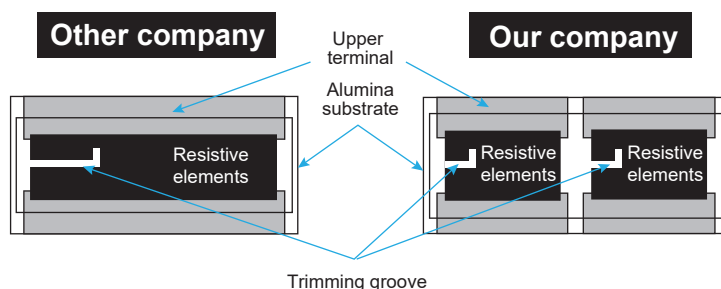 Other company
Upper
terminal
Our company
Alumina
substrate
Resistive
elements
Resistive
elements
Resistive
elements
Trimming groove